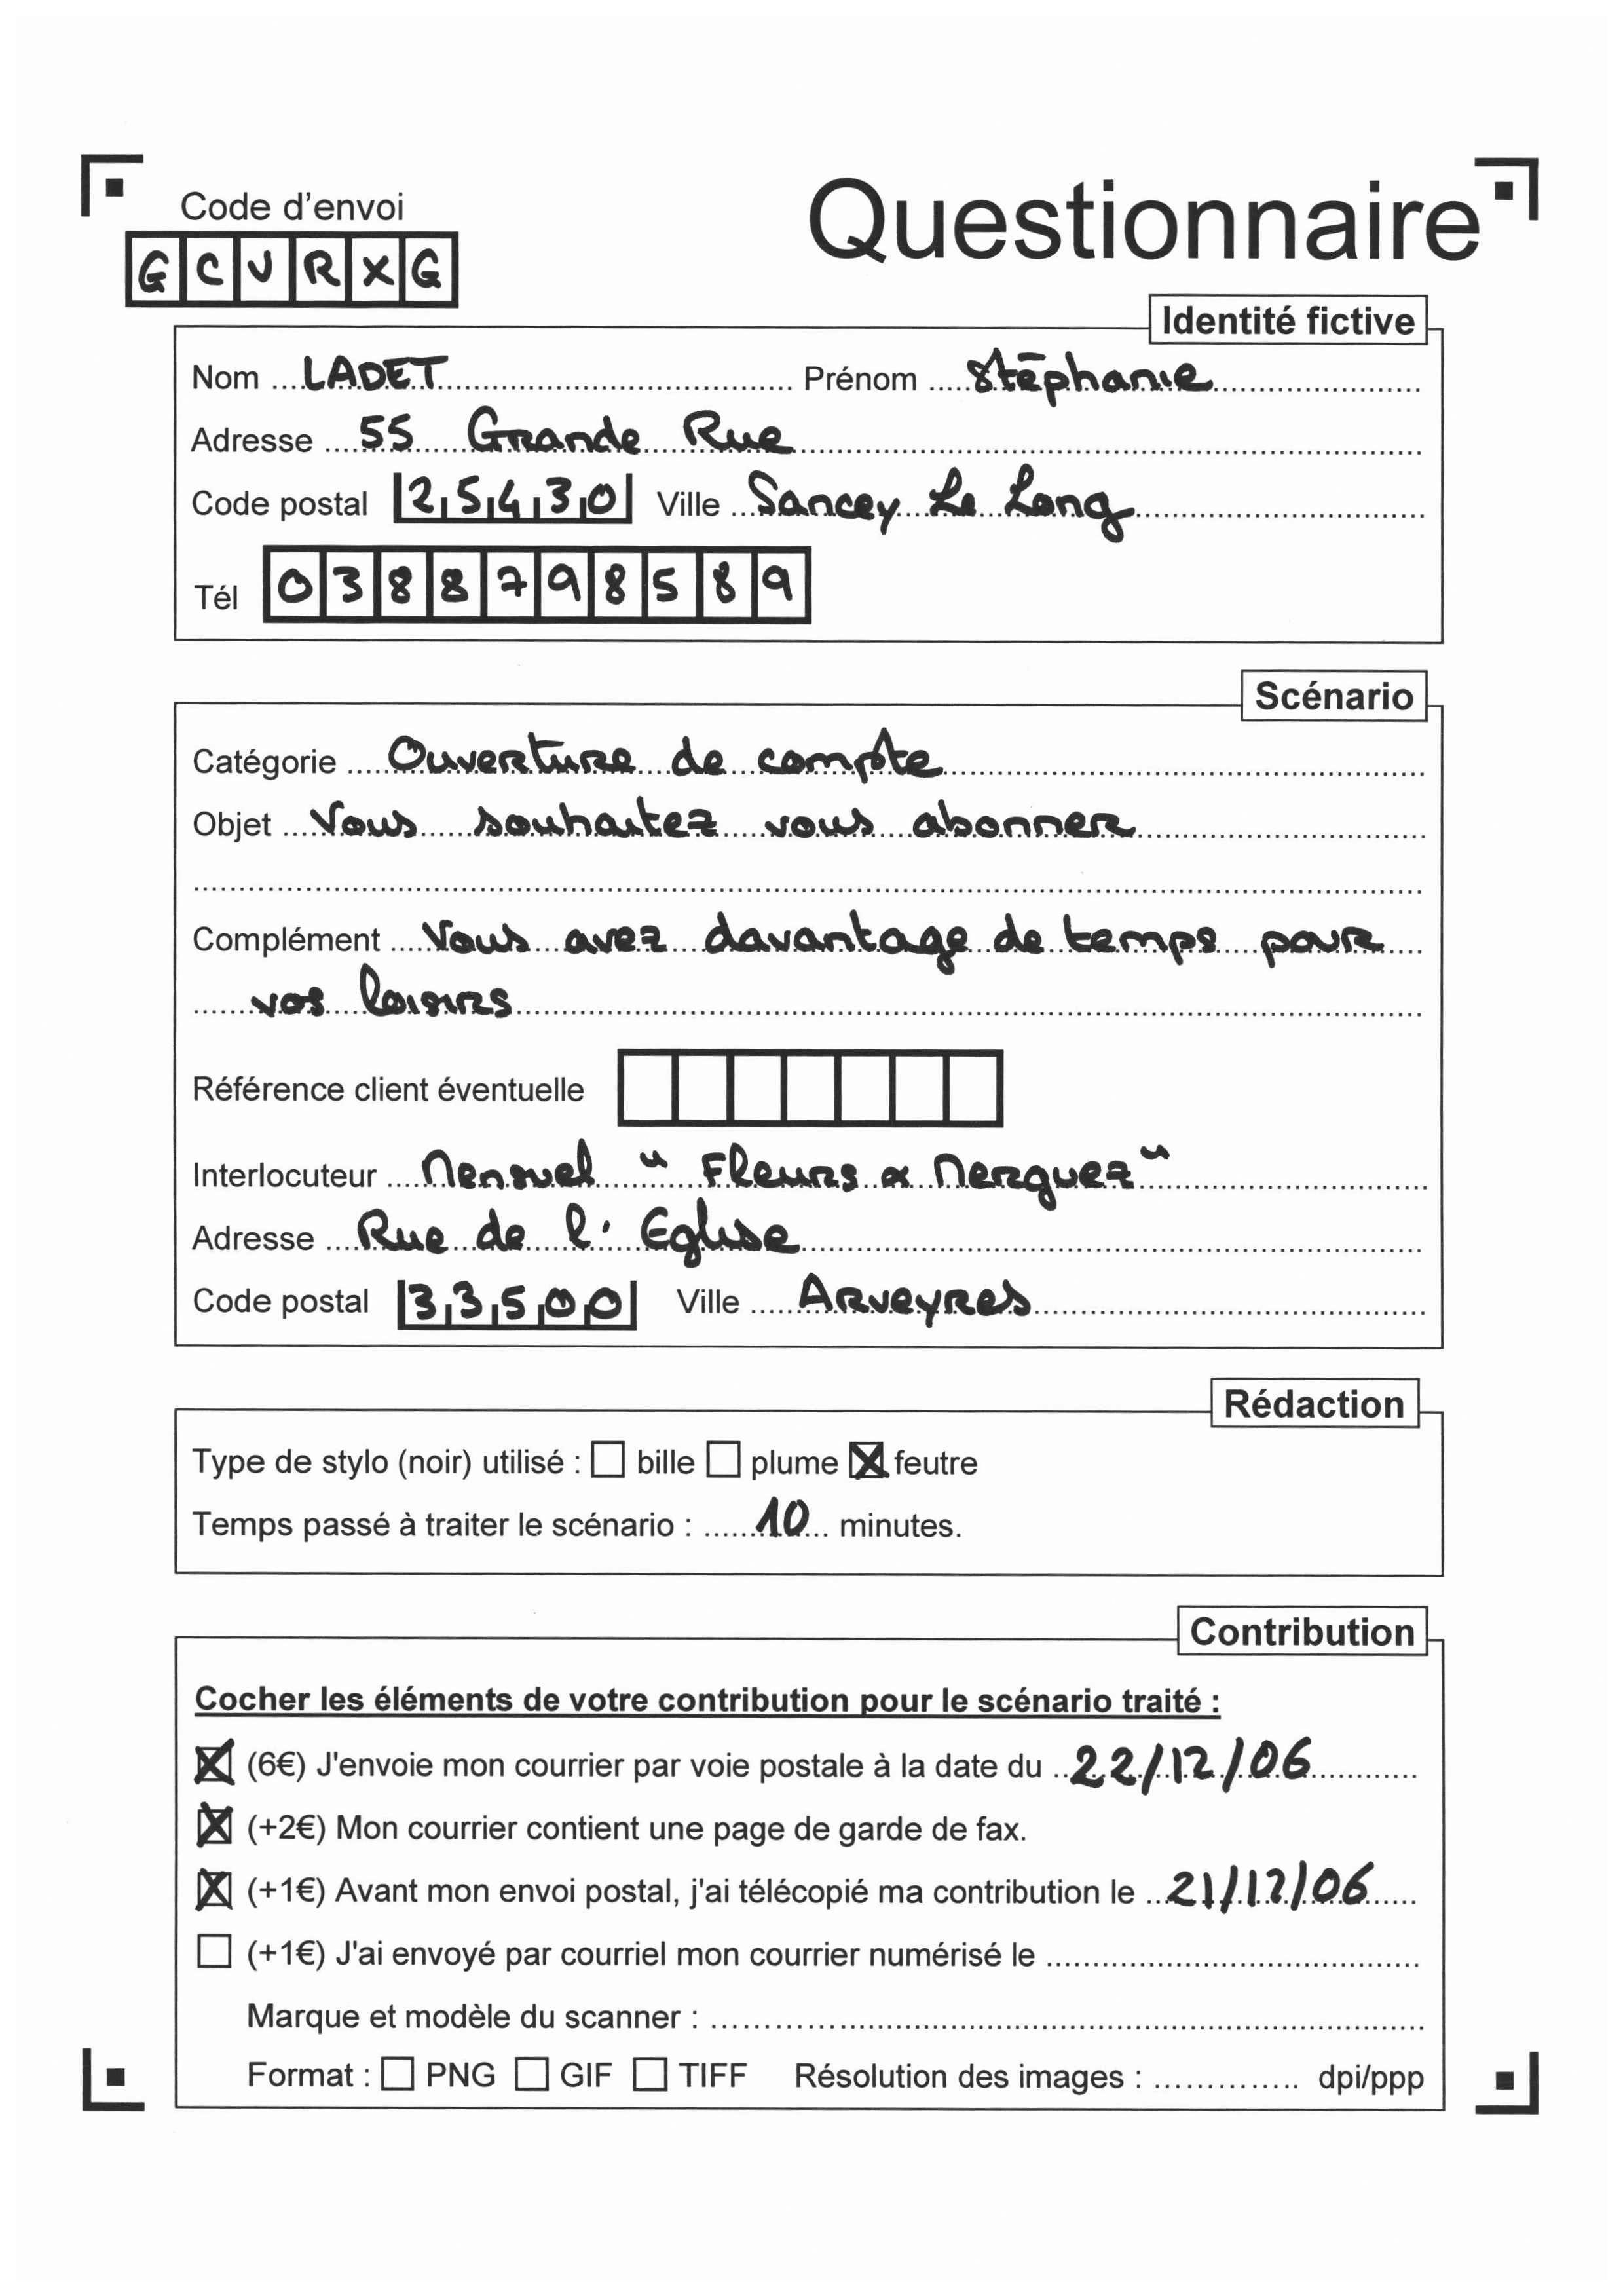 Code d'envoi
Questionnaire
GCVRXG
Identité fictive
Nom LADET Prénom Stéphanie
Adresse 55 Grande Rue
Code postal 25430 Ville Sancey Le Long
Tél 0388798589
Scénario
Catégorie Ouverture de compte
Objet Vous souhaitez vous abonner
Complément Vous avez davantage de temps pour
vos loisirs
Référence client éventuelle
Interlocuteur Mensuel "Fleurs & Merguez"
Adresse Rue de l'Eglise
Code postal 33500 Ville Arveyres
Rédaction
Type de stylo (noir) utilisé : ☐ bille ☐ plume ☒ feutre
Temps passé à traiter le scénario : 10 minutes.
Contribution
Cocher les éléments de votre contribution pour le scénario traité :
☒ (6€) J'envoie mon courrier par voie postale à la date du 22/12/06
☒ (+2€) Mon courrier contient une page de garde de fax.
☒ (+1€) Avant mon envoi postal, j'ai télécopié ma contribution le 21/12/06
☐ (+1€) J'ai envoyé par courriel mon courrier numérisé le
Marque et modèle du scanner :
Format : ☐ PNG ☐ GIF ☐ TIFF Résolution des images : dpi/ppp